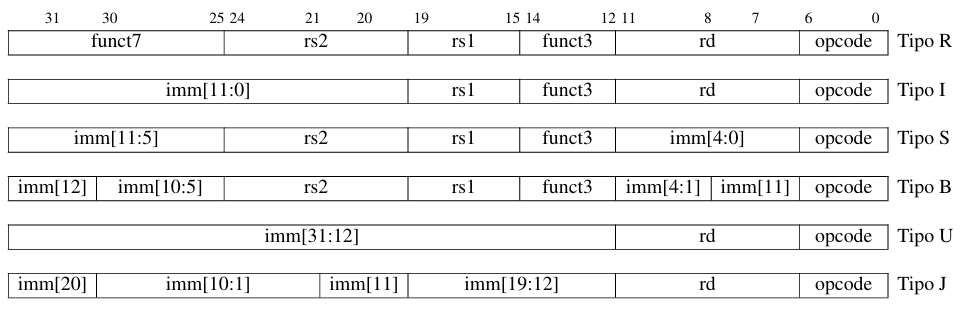 31 30 25 24 21 20 19 15 14 12 11 8 7 6 0
funct7 rs2 rs1 funct3 rd opcode Tipo R
imm[11:0] rs1 funct3 rd opcode Tipo I
imm[11:5] rs2 rs1 funct3 imm[4:0] opcode Tipo S
imm[12] imm[10:5] rs2 rs1 funct3 imm[4:1] imm[11] opcode Tipo B
imm[31:12] rd opcode Tipo U
imm[20] imm[10:1] imm[11] imm[19:12] rd opcode Tipo J